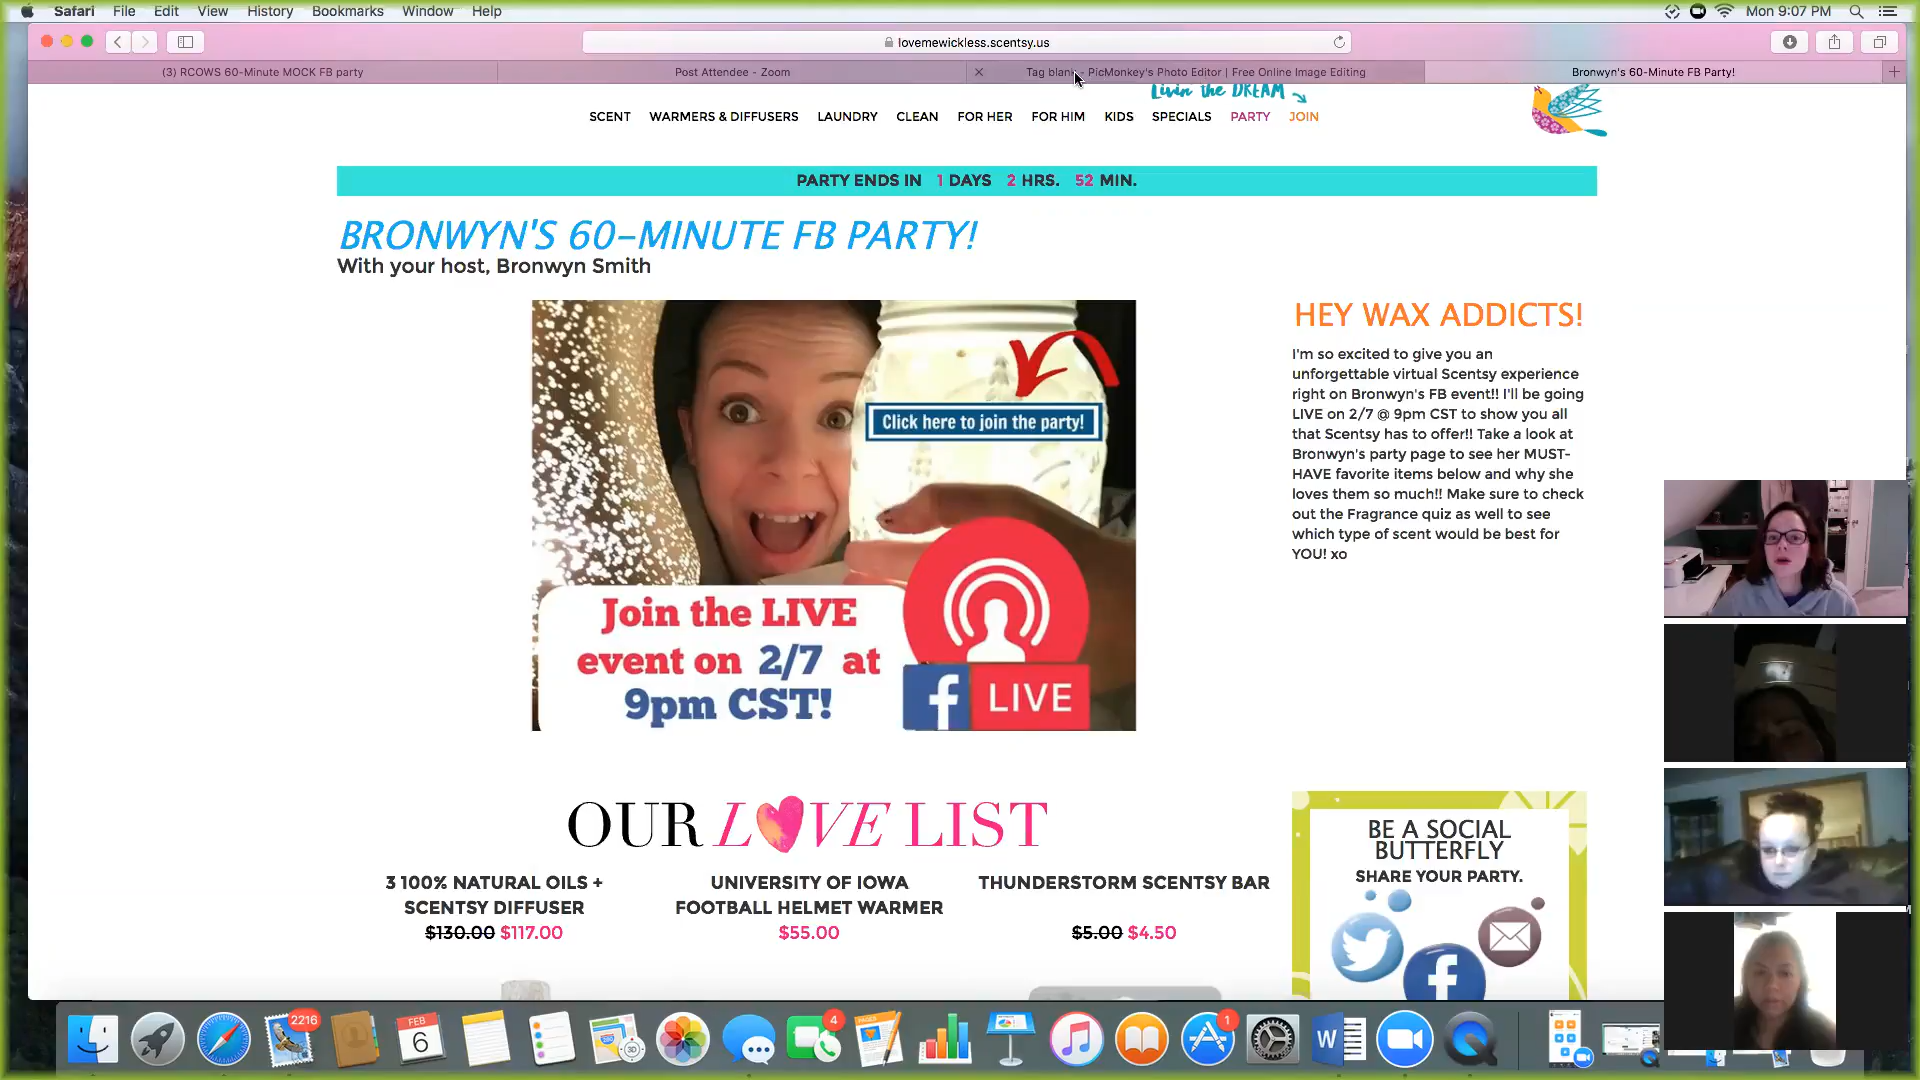 Safari File Edit View History Bookmarks Window Help
Mon 9:07 PM
lovemewickless.scentsy.us
(3) RCOWS 60-Minute MOCK FB party
Post Attendee - Zoom
Tag blank - PicMonkey's Photo Editor | Free Online Image Editing
Bronwyn's 60-Minute FB Party!
Livin the DREAM
SCENT WARMERS & DIFFUSERS LAUNDRY CLEAN FOR HER FOR HIM KIDS SPECIALS PARTY JOIN
PARTY ENDS IN 1 DAYS 2 HRS. 52 MIN.
BRONWYN'S 60-MINUTE FB PARTY!
With your host, Bronwyn Smith
Click here to join the party!
Join the LIVE
event on 2/7 at
9pm CST!
f LIVE
HEY WAX ADDICTS!
I'm so excited to give you an
unforgettable virtual Scentsy experience
right on Bronwyn's FB event!! I'll be going
LIVE on 2/7 @ 9pm CST to show you all
that Scentsy has to offer!! Take a look at
Bronwyn's party page to see her MUST-
HAVE favorite items below and why she
loves them so much!! Make sure to check
out the Fragrance quiz as well to see
which type of scent would be best for
YOU! xo
OUR LOVE LIST
3 100% NATURAL OILS +
SCENTSY DIFFUSER
$130.00 $117.00
UNIVERSITY OF IOWA
FOOTBALL HELMET WARMER
$55.00
THUNDERSTORM SCENTSY BAR
$5.00 $4.50
BE A SOCIAL
BUTTERFLY
SHARE YOUR PARTY.
f
2216
FEB
6
3D
4
1
W